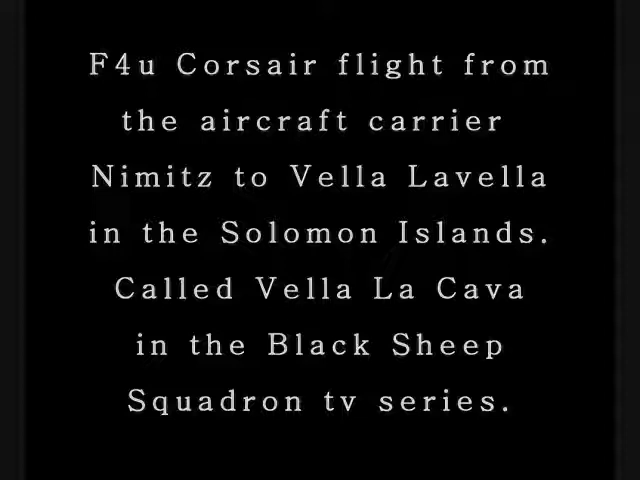 F4u Corsair flight from
the aircraft carrier
Nimitz to Vella Lavella
in the Solomon Islands.
Called Vella La Cava
in the Black Sheep
Squadron tv series.